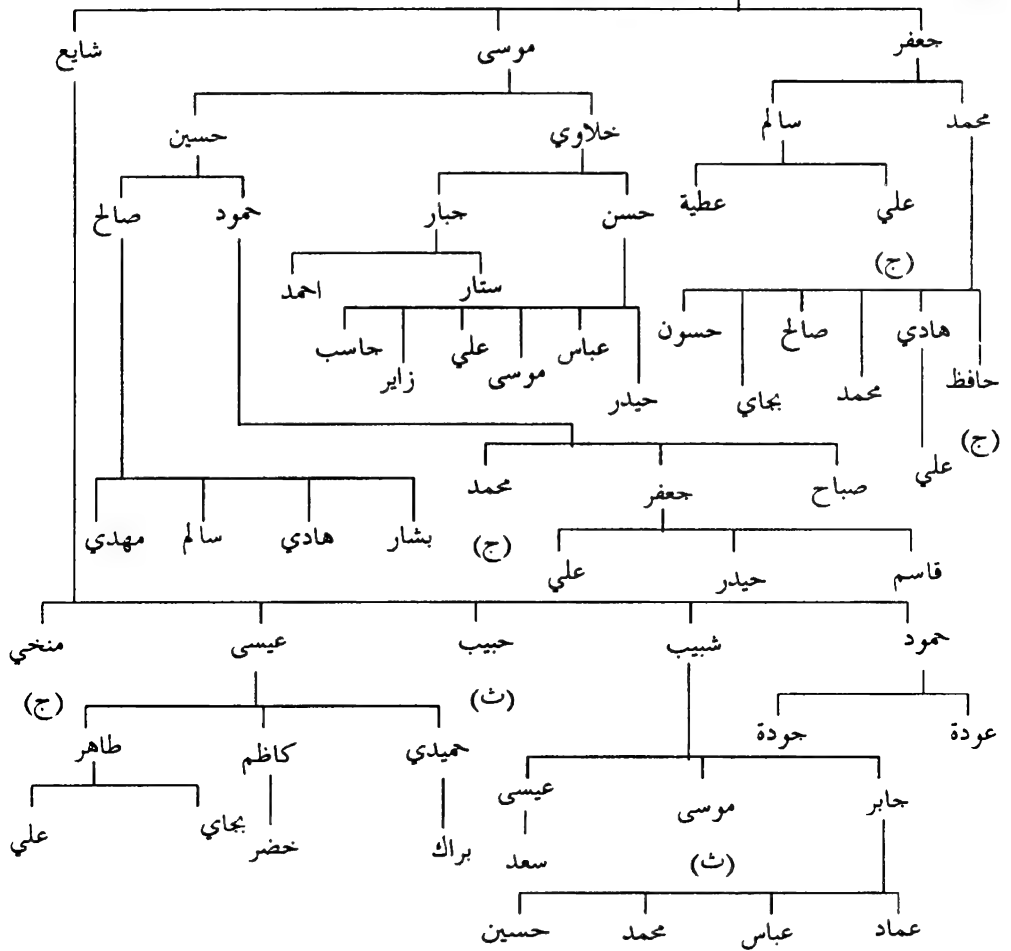 جعفر موسى شايع
محمد سالم خلاوي حسين
علي عطية حسن جبار حمود صالح
(ج)
ستار احمد
حافظ هادي صالح حسون عباس علي حاسب
محمد بجاي حيدر موسى زاير
(ج) علي
صباح جعفر محمد
(ج) بشار هادي سالم مهدي
قاسم حيدر علي
حمود شبيب حبيب عيسى منخي
(ث) (ج)
عودة جودة حميدي كاظم طاهر
جابر موسى عيسى
براك خضر بجاي علي
(ث) سعد
عماد عباس محمد حسين